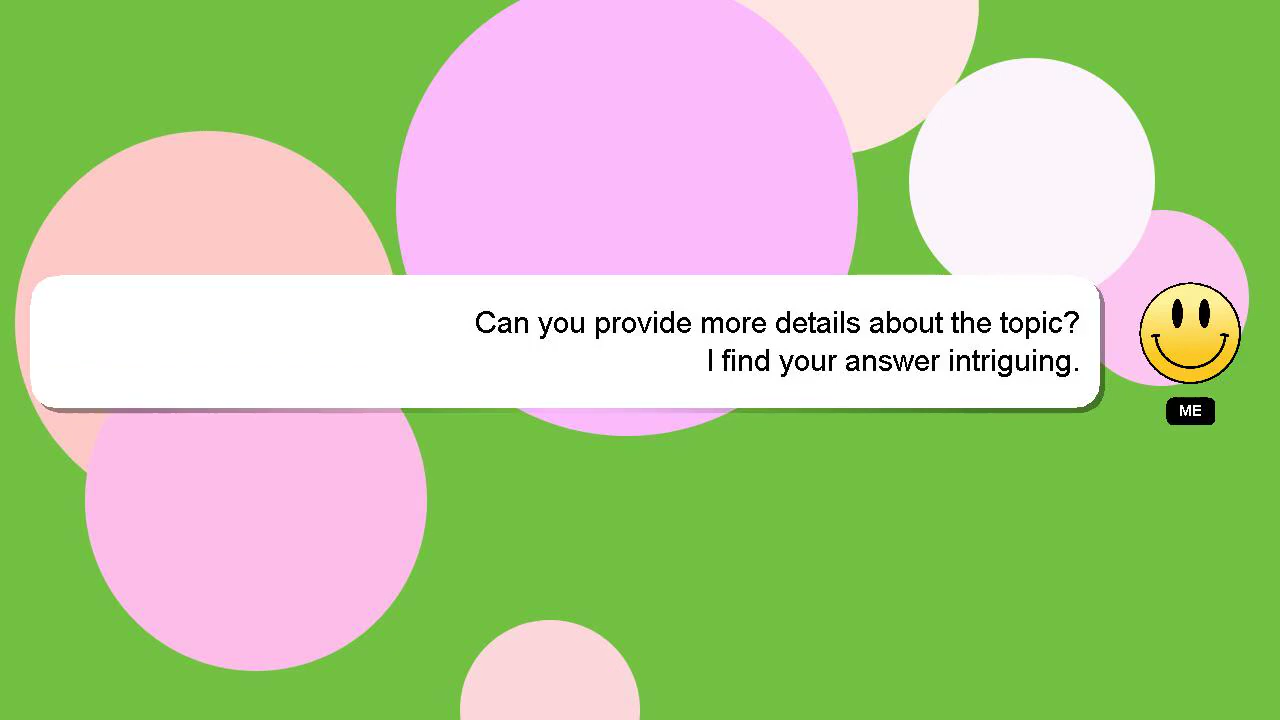 Can you provide more details about the topic?
I find your answer intriguing.
ME